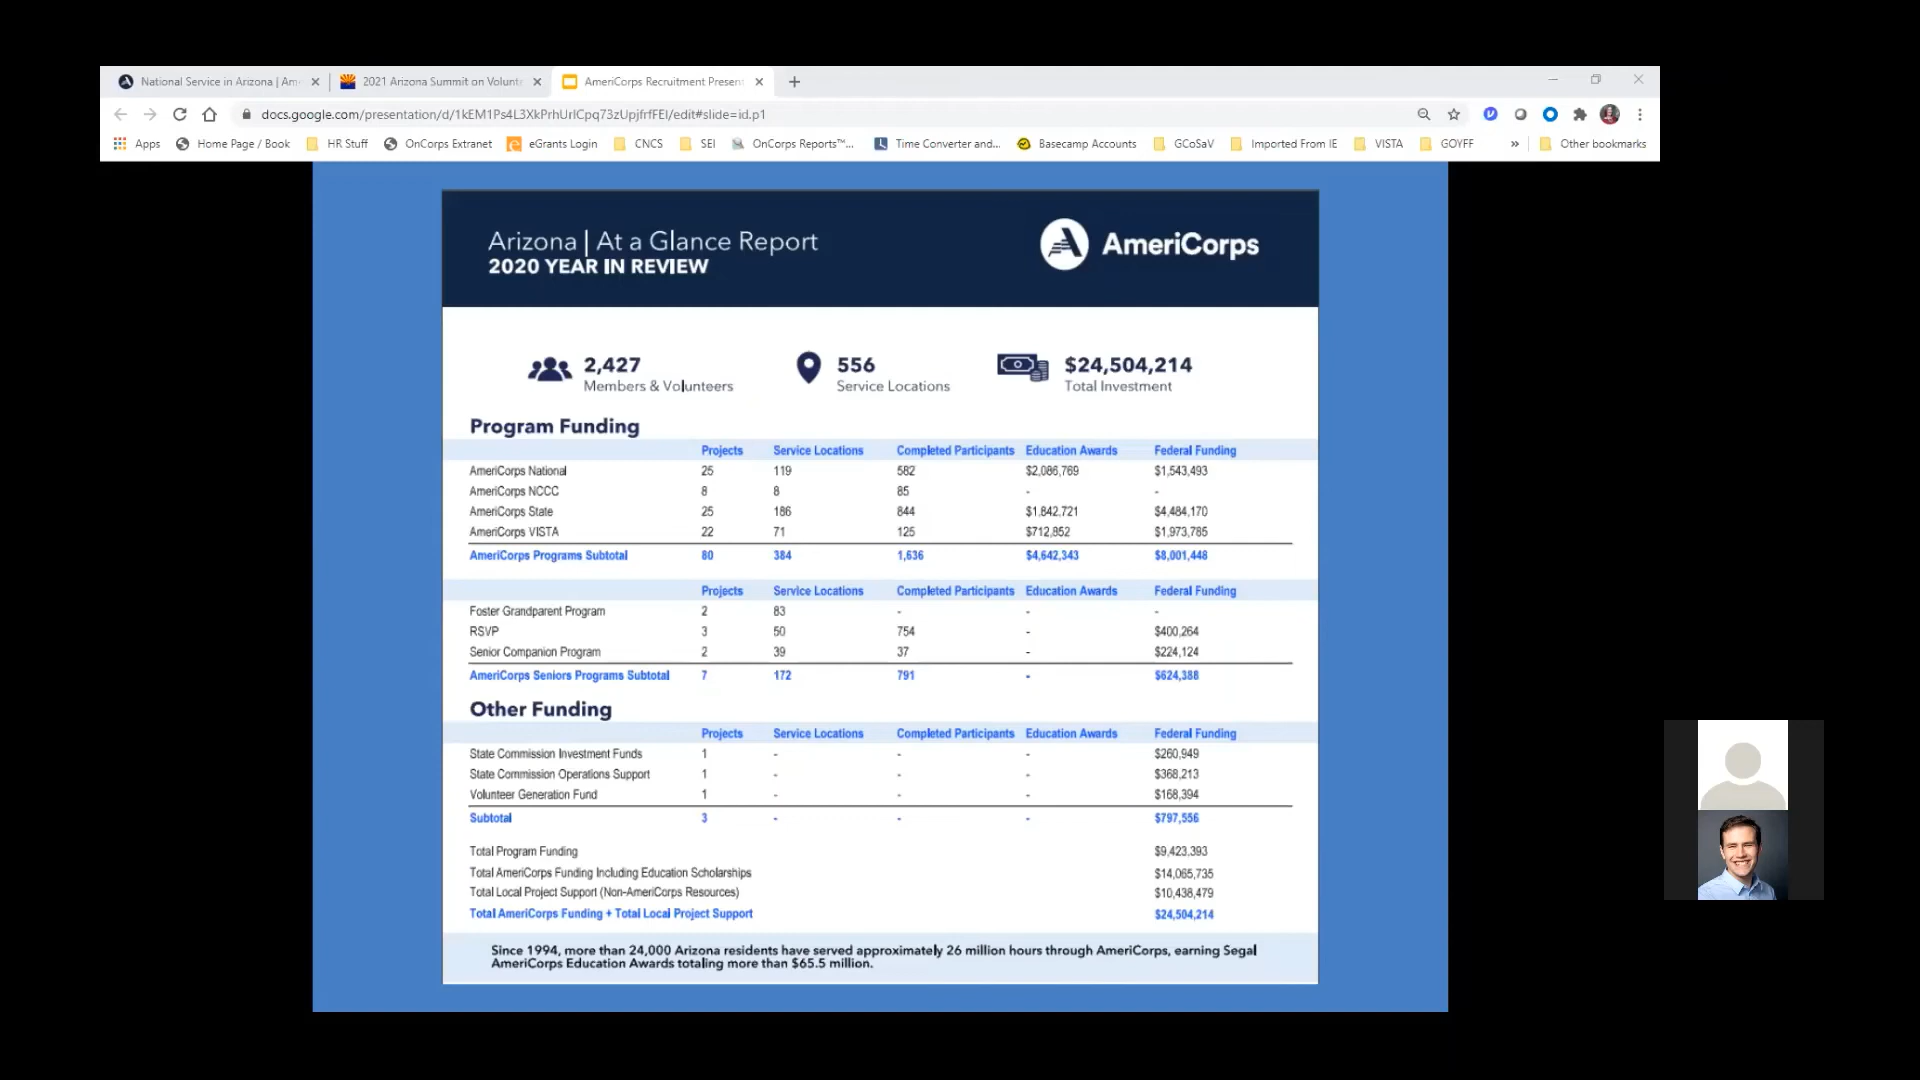 National Service in Arizona | Am
2021 Arizona Summit on Volunt
AmeriCorps Recruitment Present
docs.google.com/presentation/d/1kEM1Ps4L3XkPrhUrlCpq73zUpjfrfFEI/edit#slide=id.p1
Apps Home Page / Book HR Stuff OnCorps Extranet eGrants Login CNCS SEI OnCorps Reports™... Time Converter and... Basecamp Accounts GCoSaV Imported From IE VISTA GOYFF » Other bookmarks
Arizona | At a Glance Report
2020 YEAR IN REVIEW
AmeriCorps
2,427 556 $24,504,214
Members & Volunteers Service Locations Total Investment
Program Funding
Projects Service Locations Completed Participants Education Awards Federal Funding
AmeriCorps National 25 119 582 $2,086,769 $1,543,493
AmeriCorps NCCC 8 8 85 - -
AmeriCorps State 25 186 844 $1,842,721 $4,484,170
AmeriCorps VISTA 22 71 125 $712,852 $1,973,785
AmeriCorps Programs Subtotal 80 384 1,636 $4,642,343 $8,001,448
Projects Service Locations Completed Participants Education Awards Federal Funding
Foster Grandparent Program 2 83 - - -
RSVP 3 50 754 - $400,264
Senior Companion Program 2 39 37 - $224,124
AmeriCorps Seniors Programs Subtotal 7 172 791 - $624,388
Other Funding
Projects Service Locations Completed Participants Education Awards Federal Funding
State Commission Investment Funds 1 - - - $260,949
State Commission Operations Support 1 - - - $368,213
Volunteer Generation Fund 1 - - - $168,394
Subtotal 3 - - - $797,556
Total Program Funding $9,423,393
Total AmeriCorps Funding Including Education Scholarships $14,065,735
Total Local Project Support (Non-AmeriCorps Resources) $10,438,479
Total AmeriCorps Funding + Total Local Project Support $24,504,214
Since 1994, more than 24,000 Arizona residents have served approximately 26 million hours through AmeriCorps, earning Segal
AmeriCorps Education Awards totaling more than $65.5 million.